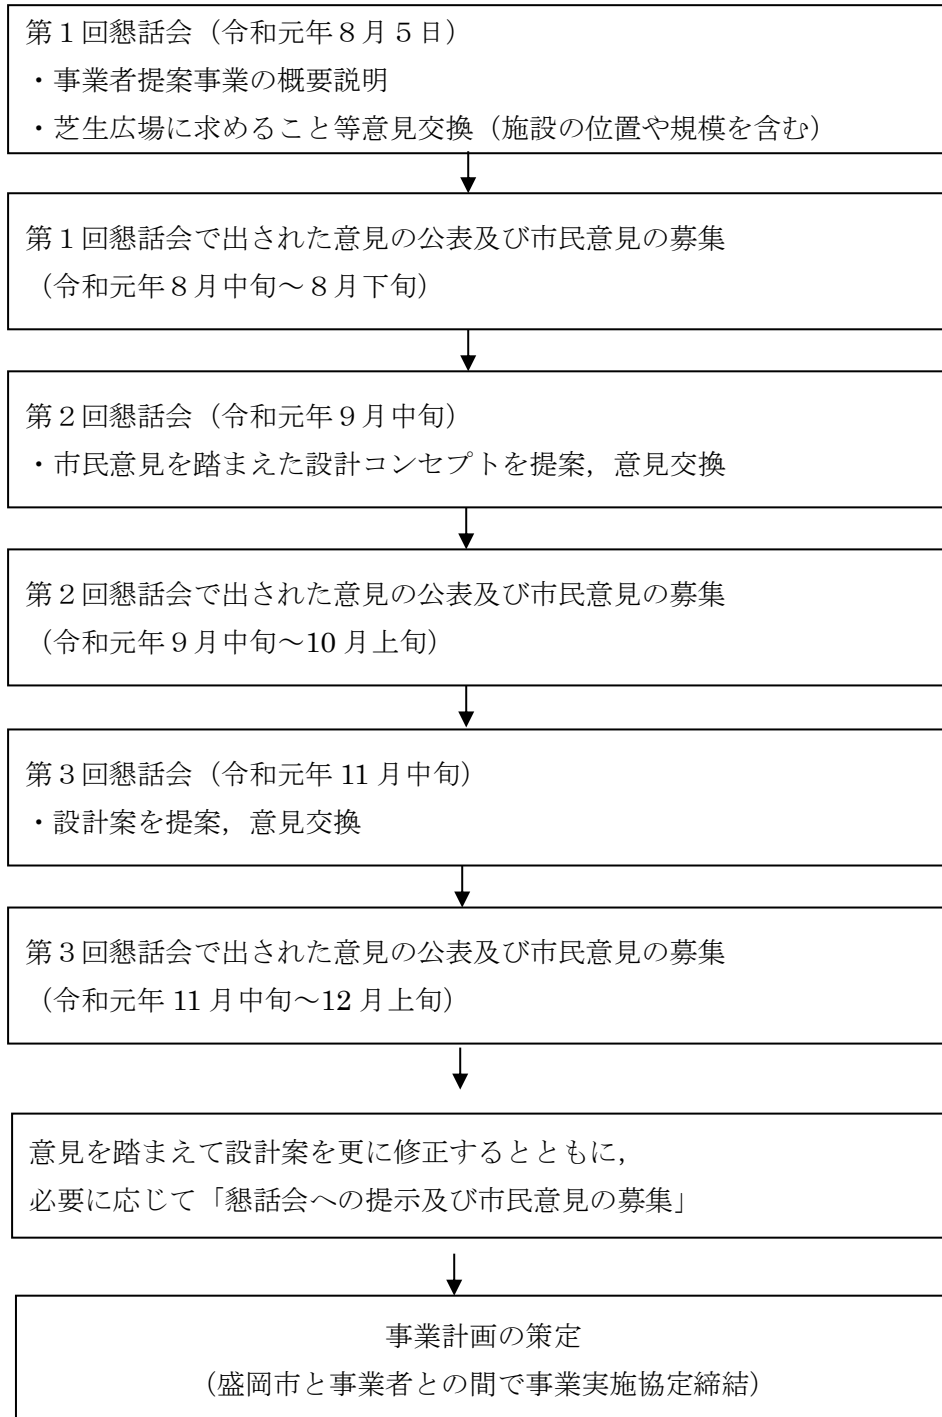 第１回懇話会（令和元年８月５日）
・事業者提案事業の概要説明
・芝生広場に求めること等意見交換（施設の位置や規模を含む）
第１回懇話会で出された意見の公表及び市民意見の募集
（令和元年８月中旬～８月下旬）
第２回懇話会（令和元年９月中旬）
・市民意見を踏まえた設計コンセプトを提案，意見交換
第２回懇話会で出された意見の公表及び市民意見の募集
（令和元年９月中旬～10 月上旬）
第３回懇話会（令和元年 11 月中旬）
・設計案を提案，意見交換
第３回懇話会で出された意見の公表及び市民意見の募集
（令和元年 11 月中旬～12 月上旬）
意見を踏まえて設計案を更に修正するとともに，
必要に応じて「懇話会への提示及び市民意見の募集」
事業計画の策定
（盛岡市と事業者との間で事業実施協定締結）